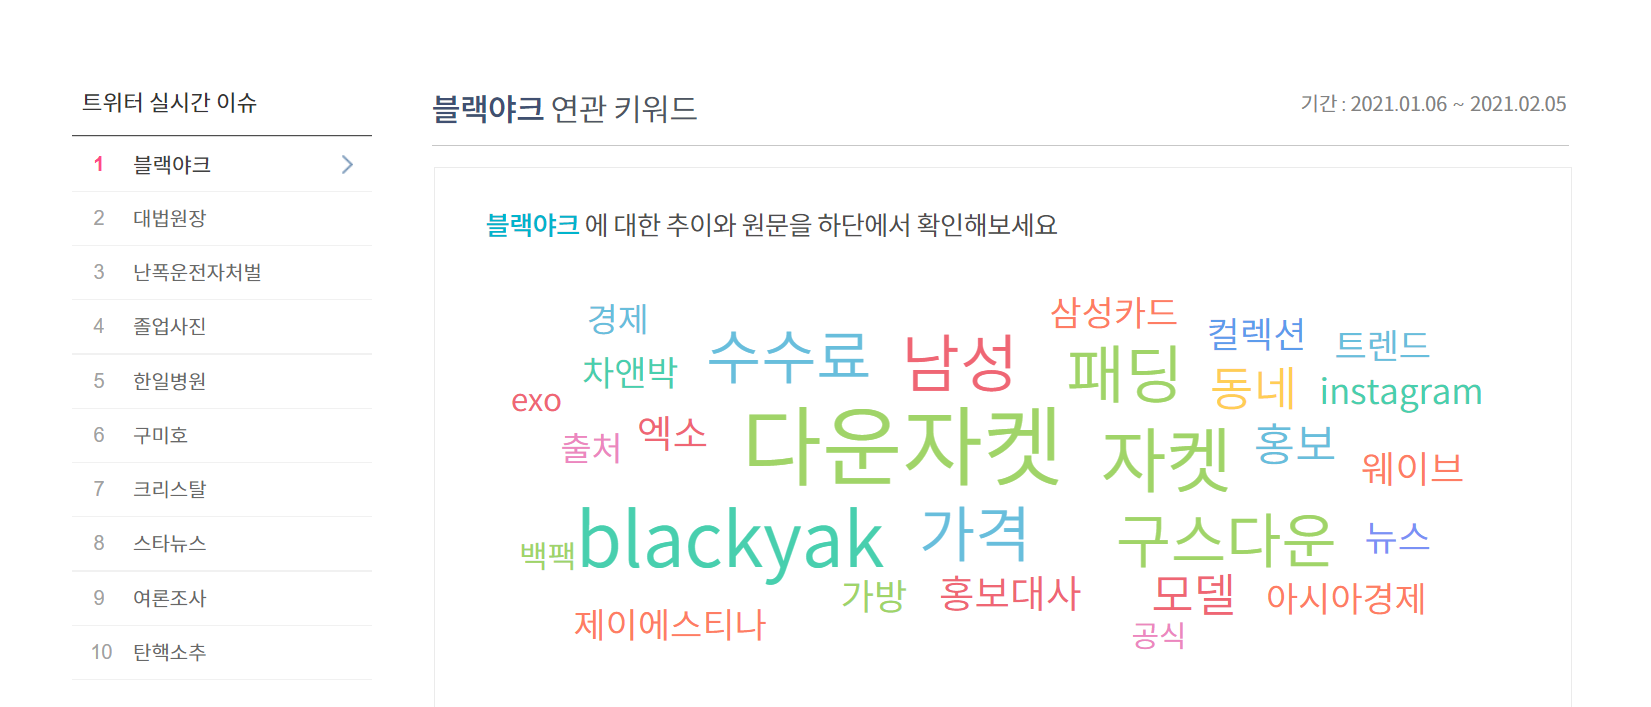 트위터 실시간 이슈
1 블랙야크
2 대법원장
3 난폭운전자처벌
4 졸업사진
5 한일병원
6 구미호
7 크리스탈
8 스타뉴스
9 여론조사
10 탄핵소추
블랙야크 연관 키워드
기간 : 2021.01.06 ~ 2021.02.05
블랙야크 에 대한 추이와 원문을 하단에서 확인해보세요
경제
삼성카드
수수료
남성
컬렉션
트렌드
차앤박
패딩
동네
instagram
exo
엑소
출처
다운자켓
자켓
홍보
웨이브
백팩
blackyak
가격
구스다운
뉴스
가방
홍보대사
모델
아시아경제
제이에스티나
공식